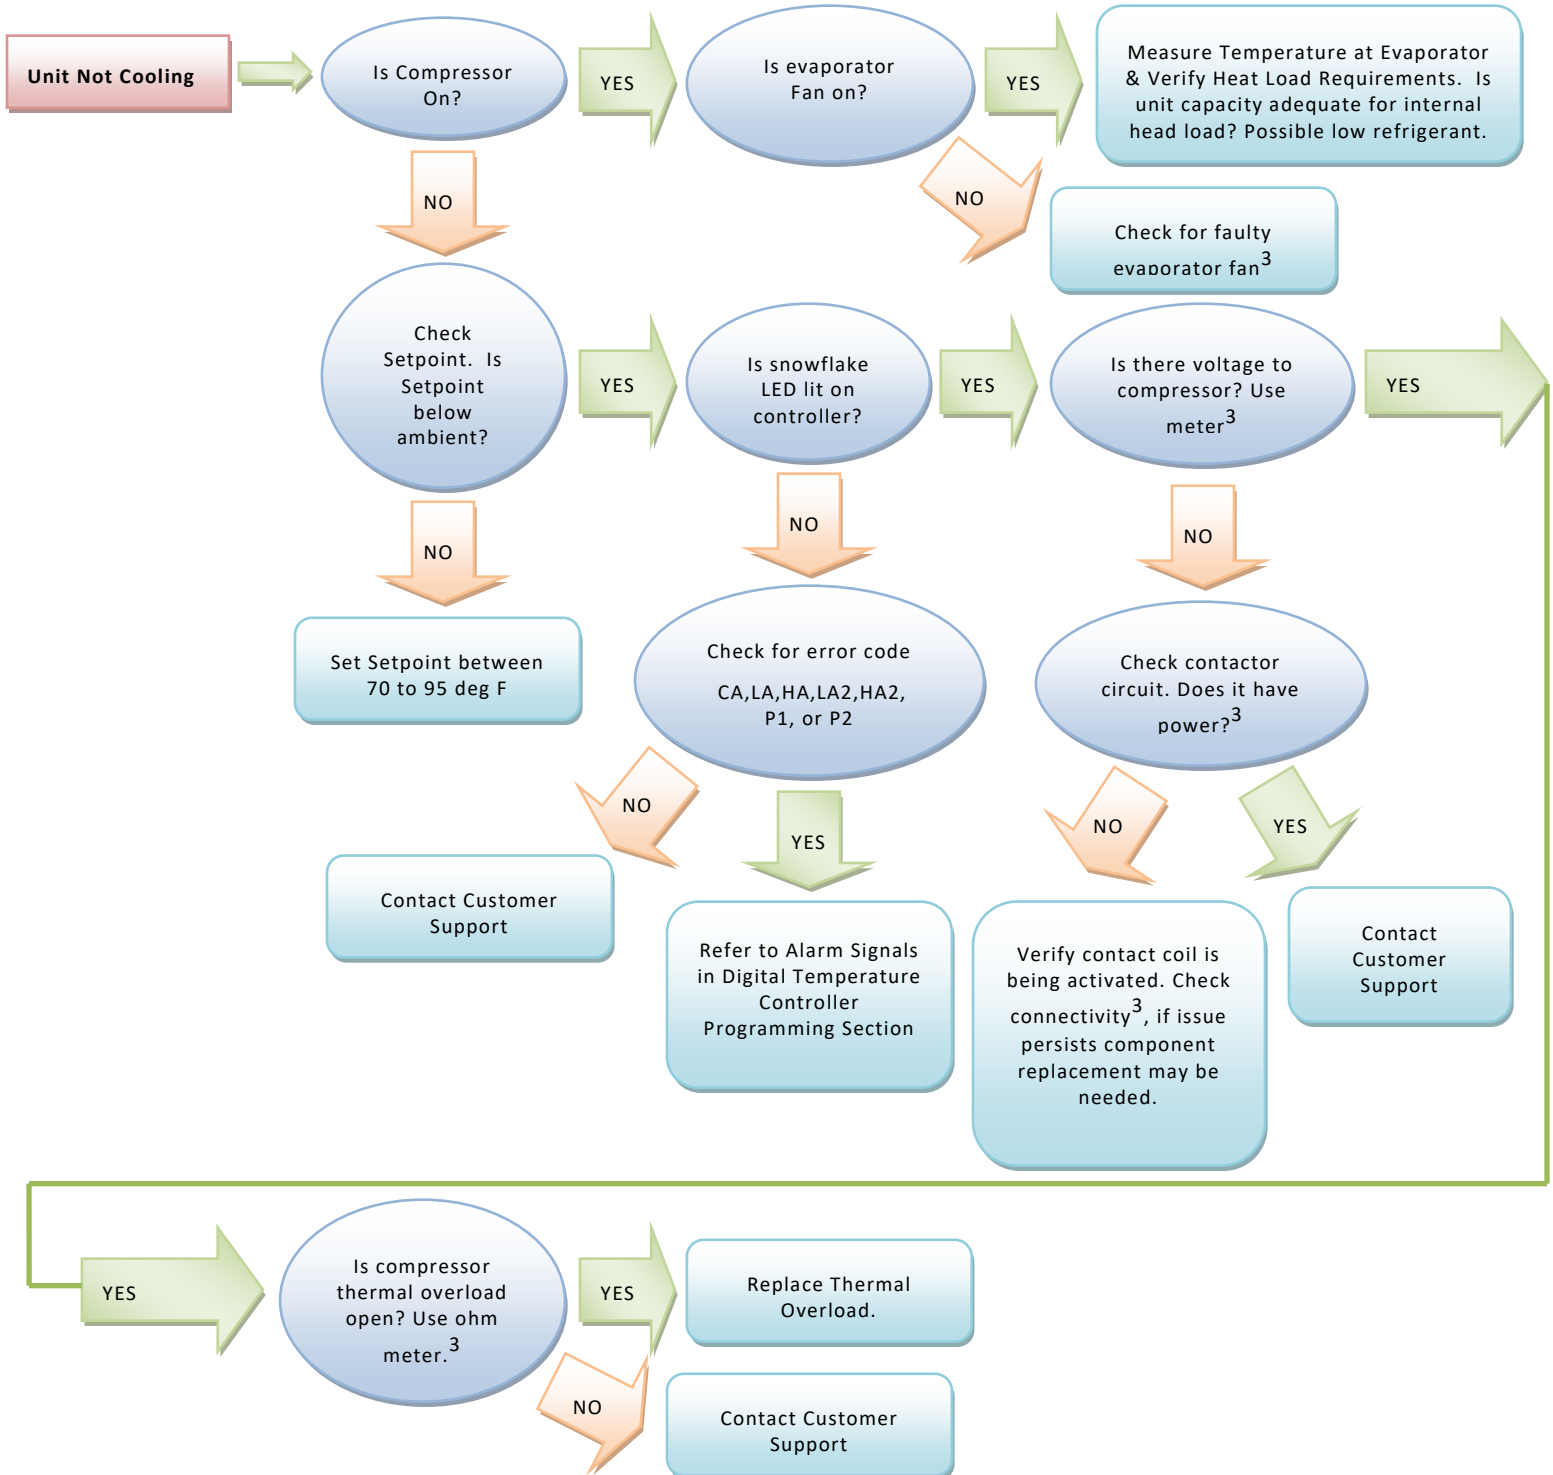 Unit Not Cooling
Is Compressor
On?
YES
Is evaporator
Fan on?
YES
Measure Temperature at Evaporator
& Verify Heat Load Requirements. Is
unit capacity adequate for internal
head load? Possible low refrigerant.
NO
NO
Check for faulty
evaporator fan3
Check
Setpoint. Is
Setpoint
below
ambient?
YES
Is snowflake
LED lit on
controller?
YES
Is there voltage to
compressor? Use
meter3
YES
NO
NO
NO
Set Setpoint between
70 to 95 deg F
Check for error code
CA,LA,HA,LA2,HA2,
P1, or P2
Check contactor
circuit. Does it have
power?3
NO
YES
NO
YES
Contact Customer
Support
Refer to Alarm Signals
in Digital Temperature
Controller
Programming Section
Verify contact coil is
being activated. Check
connectivity3, if issue
persists component
replacement may be
needed.
Contact
Customer
Support
YES
Is compressor
thermal overload
open? Use ohm
meter.3
YES
Replace Thermal
Overload.
NO
Contact Customer
Support